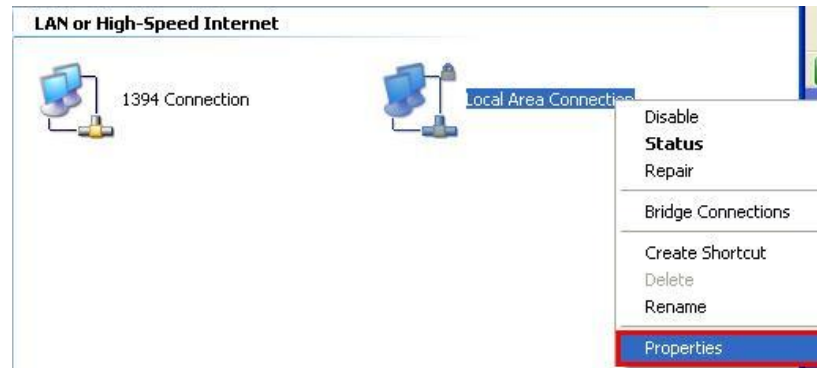 LAN or High-Speed Internet
1394 Connection
Local Area Connection
Disable
Status
Repair
Bridge Connections
Create Shortcut
Delete
Rename
Properties